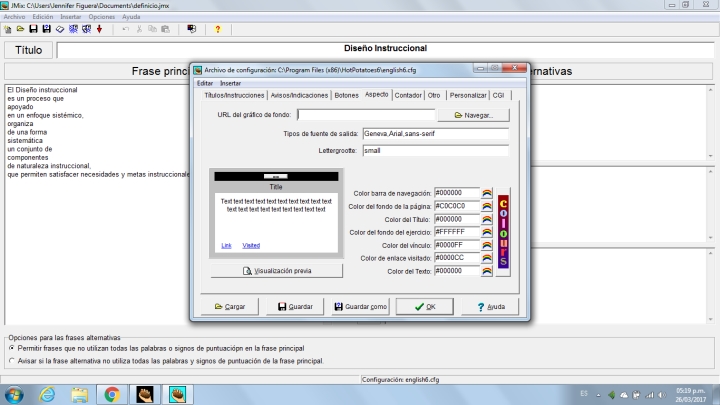 JMix: C:\Users\Jennifer Figuera\Documents\definicio.jmx
Archivo Edición Insertar Opciones Ayuda
Título
Diseño Instruccional
Frase princ
rnativas
El Diseño instruccional
es un proceso que
apoyado
en un enfoque sistémico,
organiza
de una forma
sistemática
un conjunto de
componentes
de naturaleza instruccional,
que permiten satisfacer necesidades y metas instruccionale
Archivo de configuración: C:\Program Files (x86)\HotPotatoes6\english6.cfg
Editar Insertar
Títulos/Instrucciones Avisos/Indicaciones Botones Aspecto Contador Otro Personalizar CGI
URL del gráfico de fondo:
Navegar...
Tipos de fuente de salida: Geneva,Arial,sans-serif
Lettergrootte: small
Title
Text text text text text text text text text
text text text text text text text text
Link Visited
Visualización previa
Color barra de navegación: #000000
Color del fondo de la página: #C0C0C0
Color del Título: #000000
Color del fondo del ejercicio: #FFFFFF
Color del vínculo: #0000FF
Color de enlace visitado: #0000CC
Color del Texto: #000000
colours
Cargar Guardar Guardar como OK Ayuda
Opciones para las frases alternativas
Permitir frases que no utilizan todas las palabras o signos de puntuaciópn en la frase principal
Avisar si la frase alternativa no utiliza todas las palabras y signos de puntuación de la frase principal.
Configuración: english6.cfg
ES
05:19 p.m.
26/03/2017